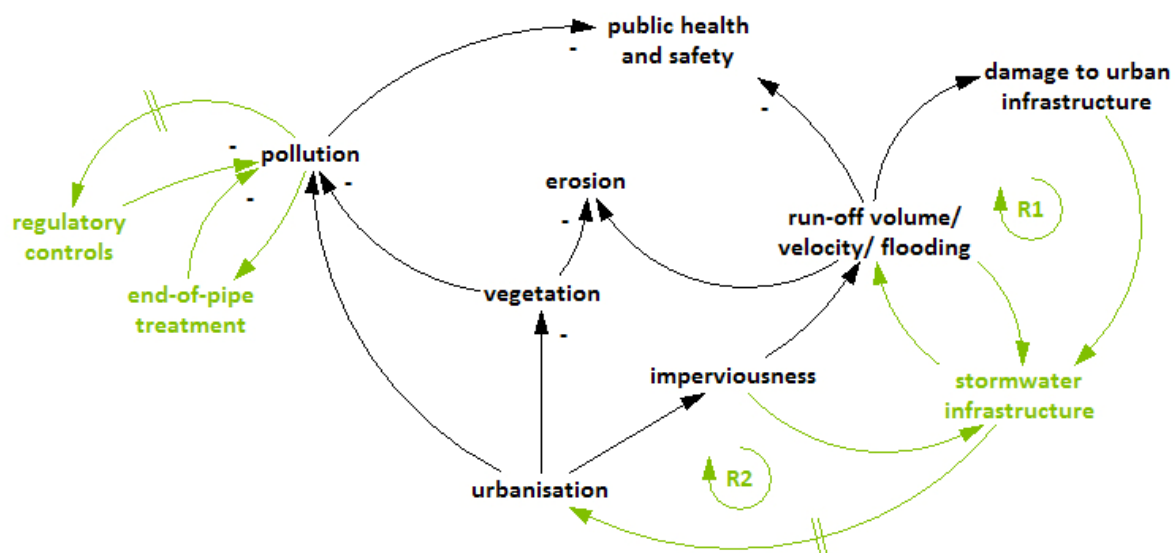 public health
and safety
-
damage to urban
infrastructure
-
-
pollution
-
-
erosion
-
regulatory
controls
run-off volume/
velocity/ flooding
R1
end-of-pipe
treatment
vegetation
-
imperviousness
stormwater
infrastructure
urbanisation
R2